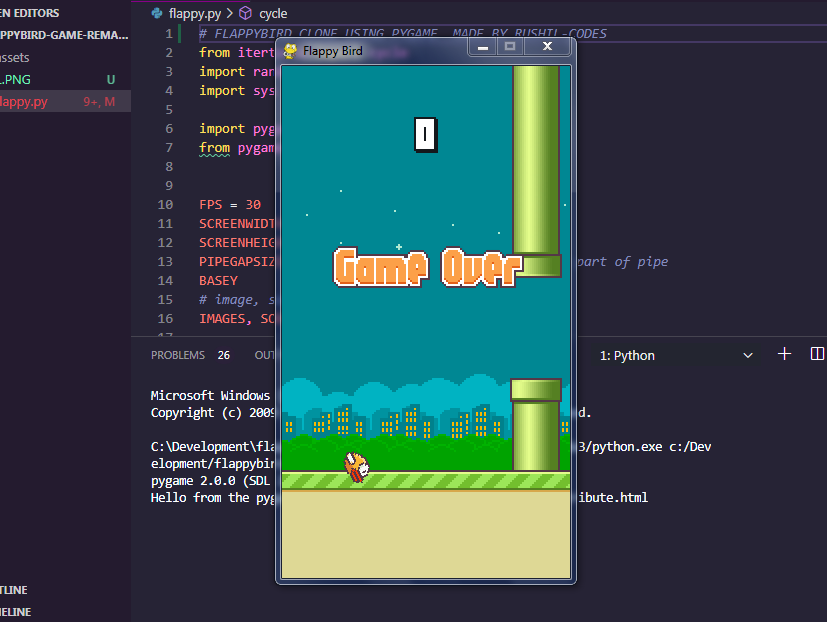 EN EDITORS
PPYBIRD-GAME-REMA...
ssets
.PNG U
lappy.py 9+, M
TLINE
ELINE
flappy.py > cycle
1 # FLAPPYBIRD CLONE USING PYGAME MADE BY RUSHIL-CODES
2 from itert
3 import ran
4 import sys
5
6 import pyg
7 from pygam
8
9
10 FPS = 30
11 SCREENWIDT
12 SCREENHEIG
13 PIPEGAPSIZ part of pipe
14 BASEY
15 # image, s
16 IMAGES, SC
17
Flappy Bird
1
Game Over
PROBLEMS 26 OUT 1: Python
Microsoft Windows
Copyright (c) 2009 d.
C:\Development\fla 3/python.exe c:/Dev
elopment/flappybir
pygame 2.0.0 (SDL
Hello from the pyg ibute.html